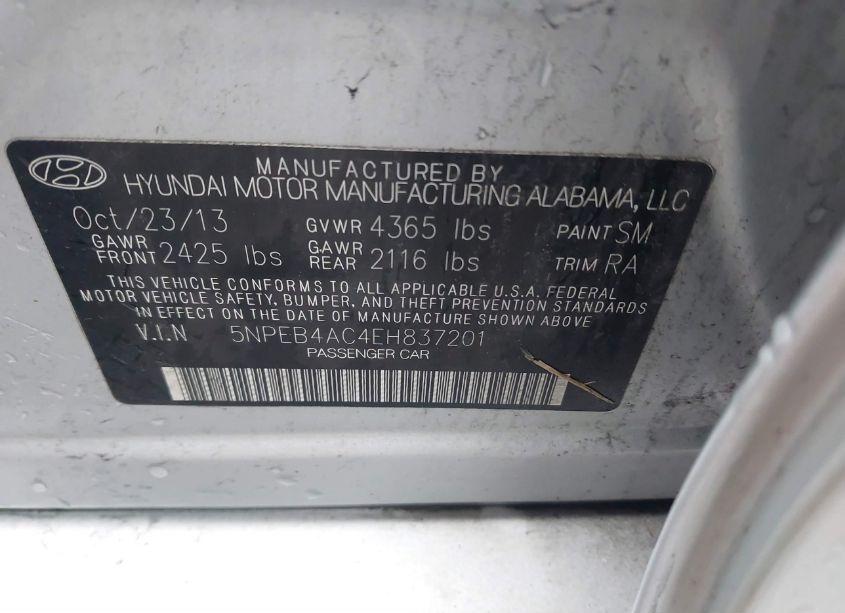 MANUFACTURED BY
HYUNDAI MOTOR MANUFACTURING ALABAMA, LLC
Oct/23/13 GVWR 4365 lbs PAINT SM
GAWR FRONT 2425 lbs GAWR REAR 2116 lbs TRIM RA
THIS VEHICLE CONFORMS TO ALL APPLICABLE U.S.A. FEDERAL
MOTOR VEHICLE SAFETY, BUMPER, AND THEFT PREVENTION STANDARDS
IN EFFECT ON THE DATE OF MANUFACTURE SHOWN ABOVE
V.I.N 5NPEB4AC4EH837201
PASSENGER CAR